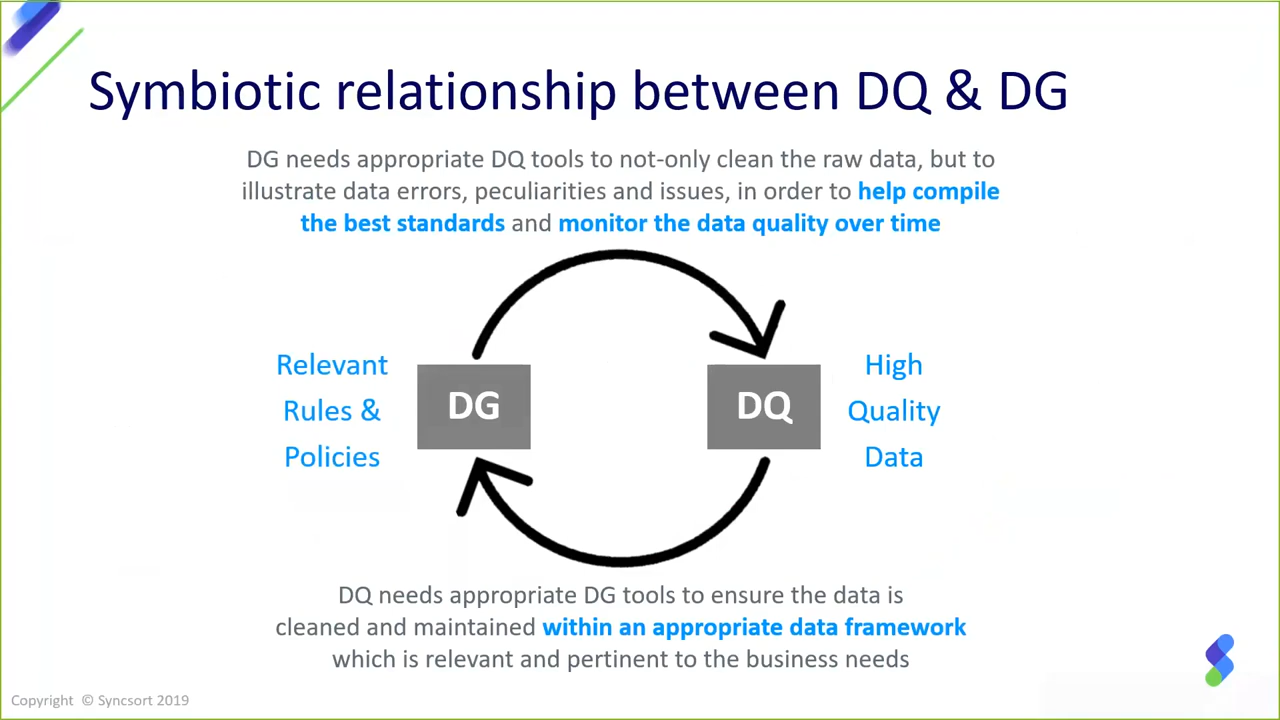 Symbiotic relationship between DQ & DG
DG needs appropriate DQ tools to not-only clean the raw data, but to
illustrate data errors, peculiarities and issues, in order to help compile
the best standards and monitor the data quality over time
Relevant
Rules &
Policies
DG
DQ
High
Quality
Data
DQ needs appropriate DG tools to ensure the data is
cleaned and maintained within an appropriate data framework
which is relevant and pertinent to the business needs
Copyright © Syncsort 2019